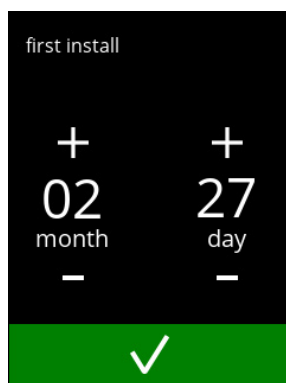 first install
+ +
02 27
month day
- -